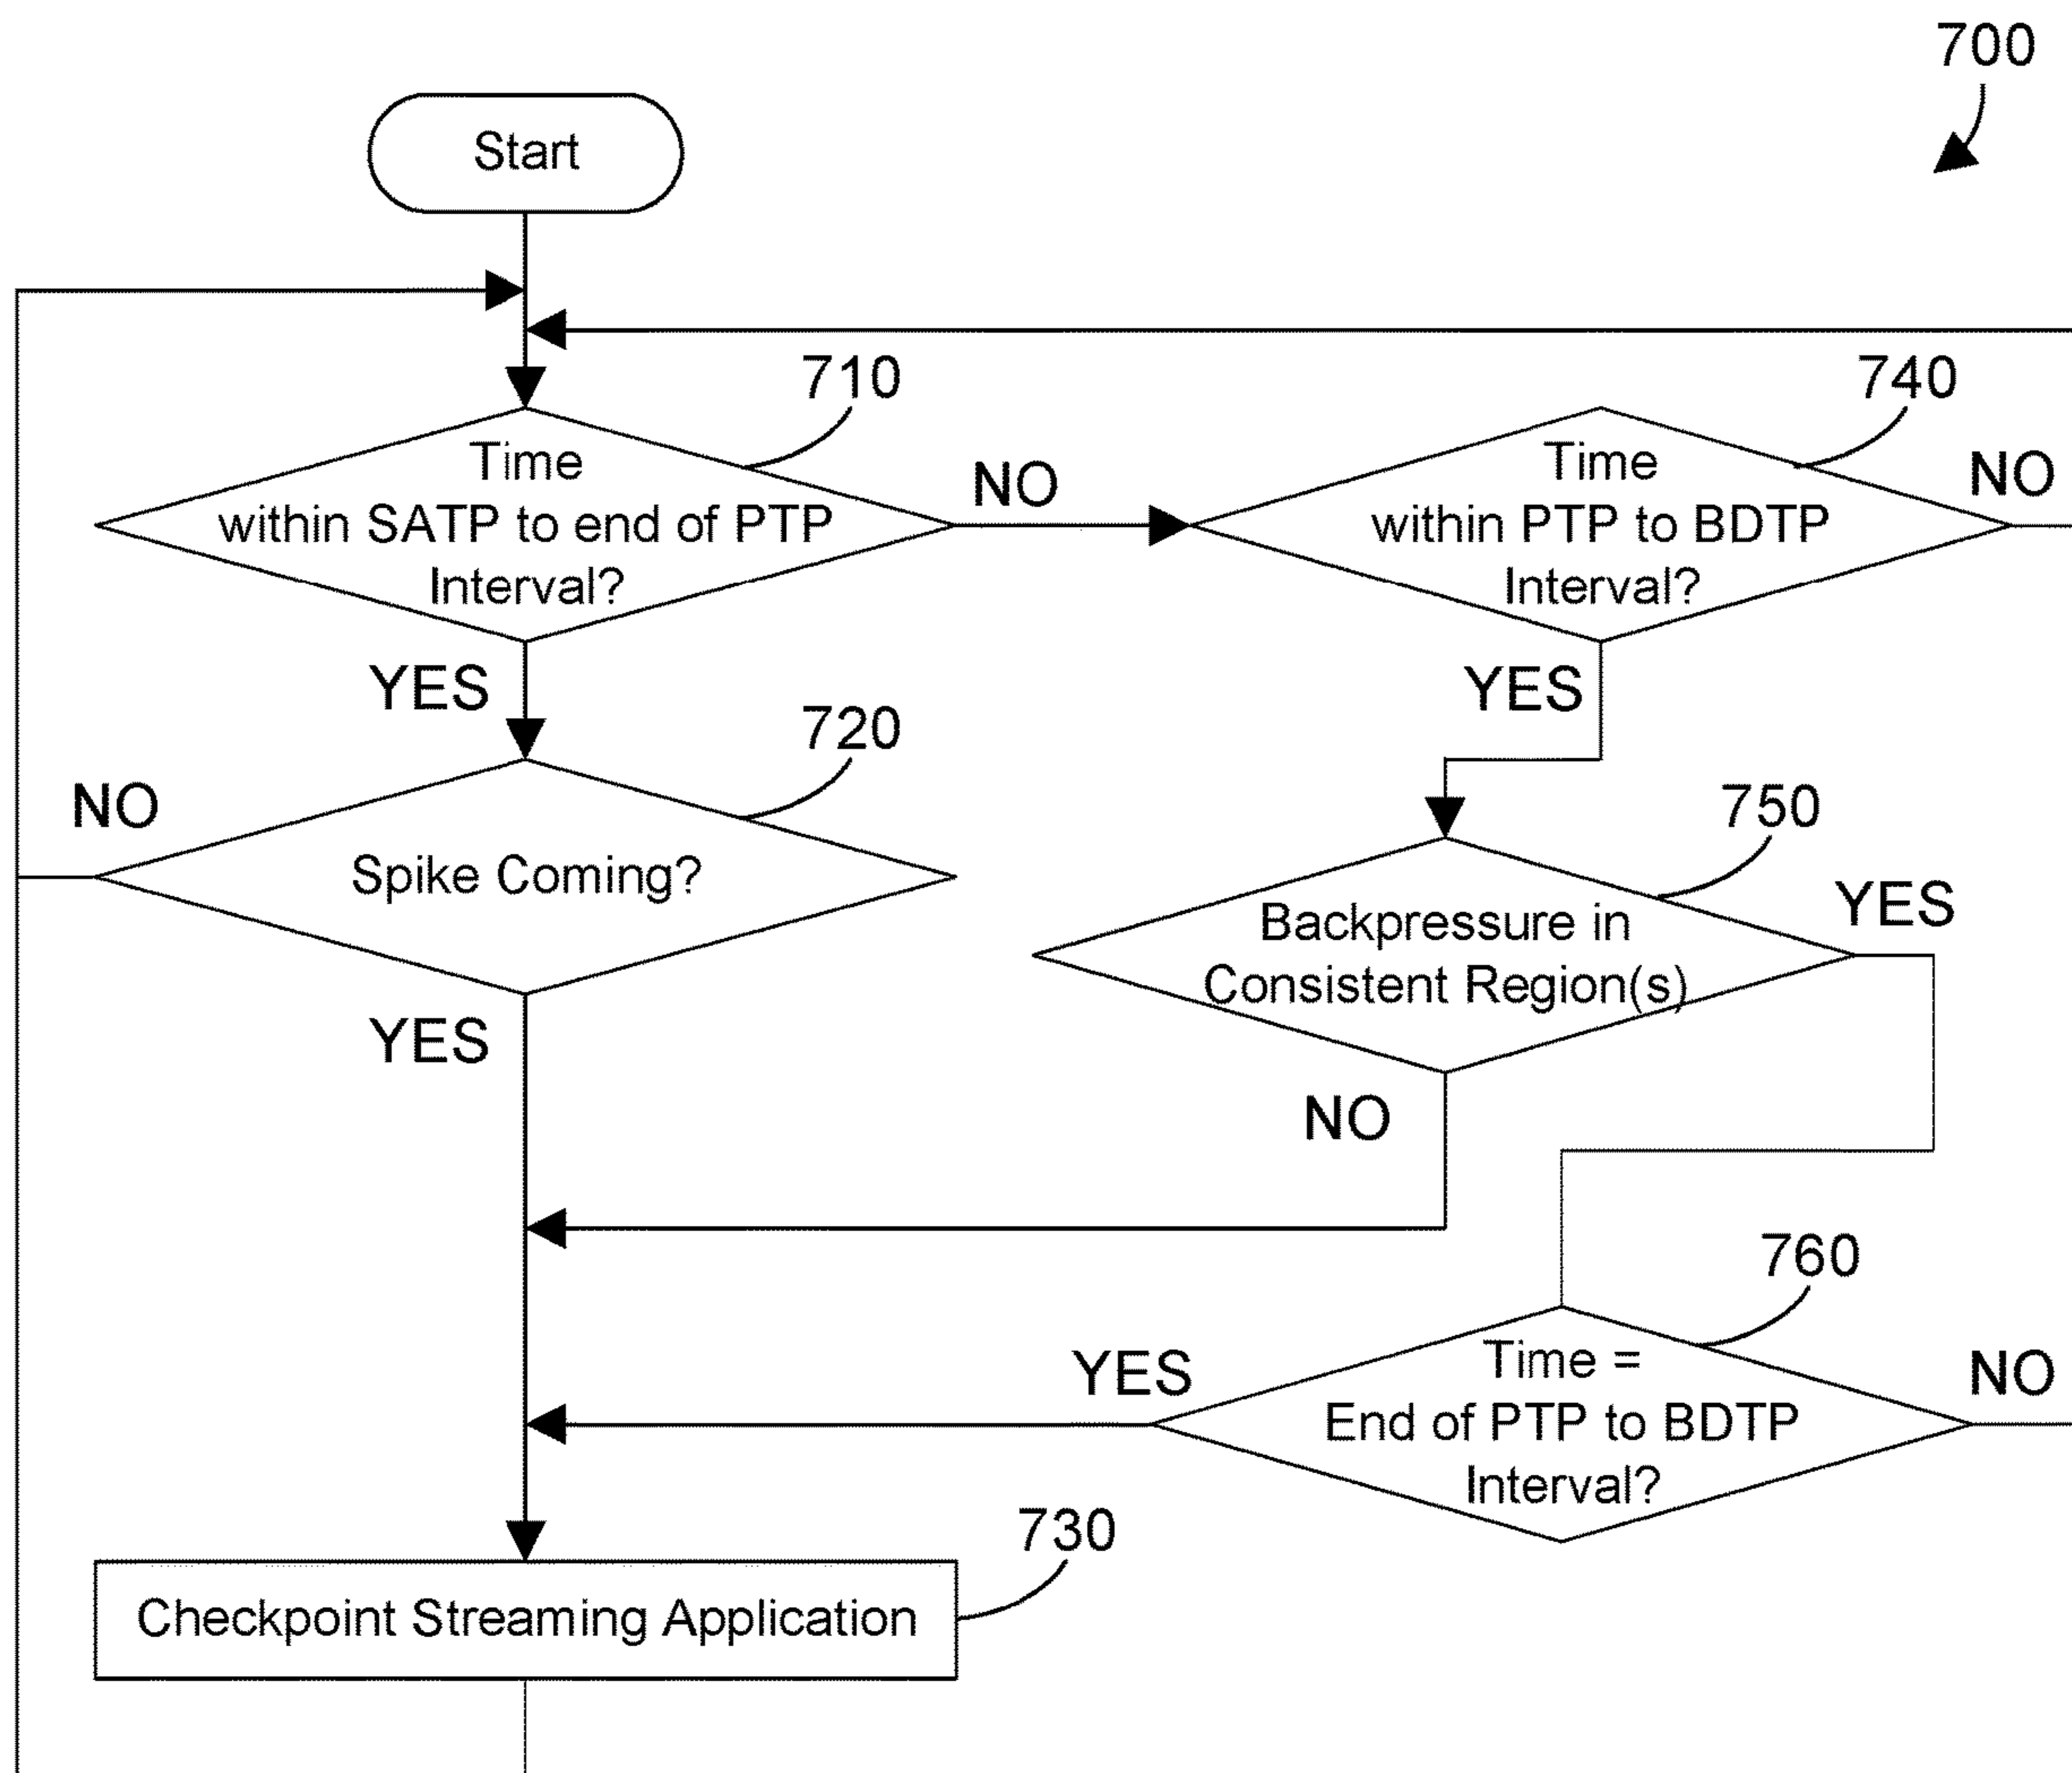 700
Start
710
Time
within SATP to end of PTP
Interval?
NO
740
Time
within PTP to BDTP
Interval?
NO
YES
YES
720
Spike Coming?
NO
YES
750
Backpressure in
Consistent Region(s)
YES
NO
760
Time =
End of PTP to BDTP
Interval?
YES
NO
730
Checkpoint Streaming Application